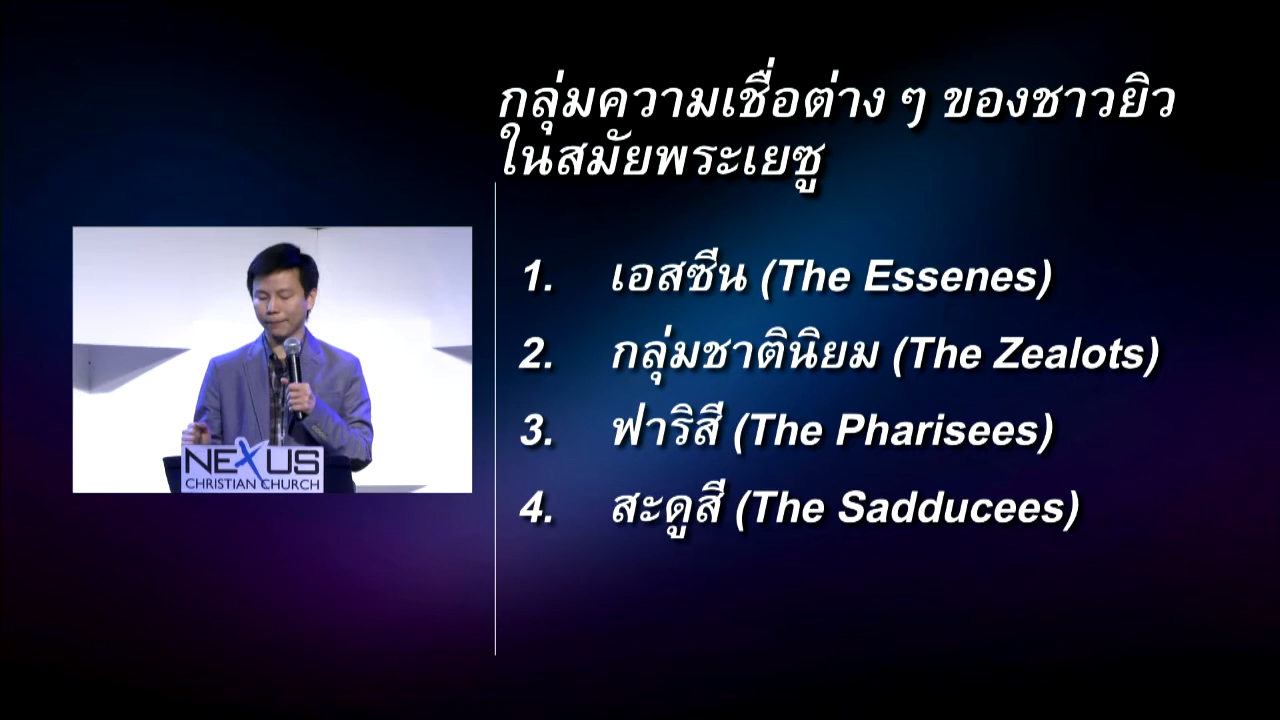 กลุ่มความเชื่อต่าง ๆ ของชาวยิว
ในสมัยพระเยซู
1. เอสซีน (The Essenes)
2. กลุ่มชาตินิยม (The Zealots)
3. ฟาริสี (The Pharisees)
4. สะดูสี (The Sadducees)
NEXUS
CHRISTIAN CHURCH